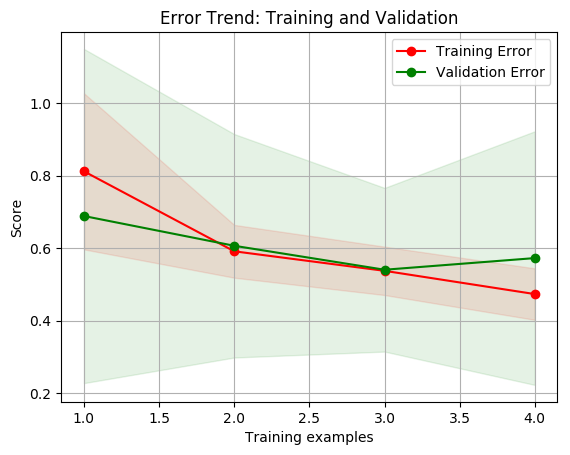 Error Trend: Training and Validation
Training Error
Validation Error
Score
1.0
0.8
0.6
0.4
0.2
1.0 1.5 2.0 2.5 3.0 3.5 4.0
Training examples